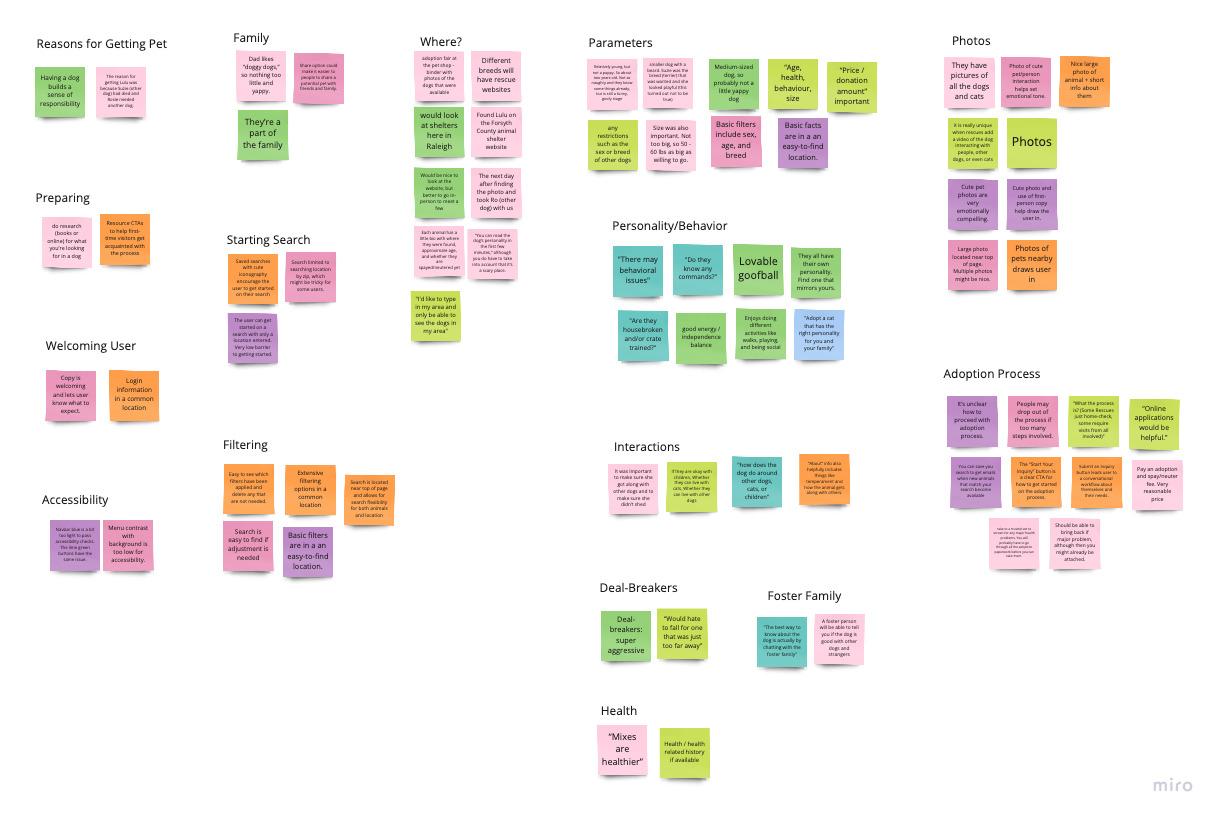 Reasons for Getting Pet
Having a dog
builds a
sense of
responsibility
The reason for
getting Lulu was
because Suzie (other
dog) had died and
Rosie needed
another dog.
Preparing
do research
(books or
online) for what
you're looking
for in a dog
Resource CTAs
to help first-
time visitors get
acquainted with
the process
Welcoming User
Copy is
welcoming
and lets user
know what to
expect.
Login
information
in a common
location
Accessibility
Navbar blue is a bit
too light to pass
accessibility checks.
The lime green
buttons have the
same issue.
Menu contrast
with
background is
too low for
accessibility.
Family
Dad likes
"doggy dogs,"
so nothing too
little and
yappy.
Share option could
make it easier to
people to share a
potential pet with
friends and family.
They're a
part of
the family
Starting Search
Saved searches
with cute
iconography
encourage the
user to get started
on their search
Search limited to
searching location
by zip, which
might be tricky for
some users.
The user can get
started on a
search with only a
location entered.
Very low barrier
to getting started.
Filtering
Easy to see which
filters have been
applied and
delete any that
are not needed.
Extensive
filtering
options in a
common
location
Search is located
near top of page
and allows for
search flexibility
for both animals
and location
Search is
easy to find if
adjustment is
needed
Basic filters
are in a an
easy-to-find
location.
Where?
adoption fair at
the pet shop -
binder with
photos of the
dogs that were
available
Different
breeds will
have rescue
websites
would look
at shelters
here in
Raleigh
Found Lulu on
the Forsyth
County animal
shelter
website
Would be nice to
look at the
website, but
better to go in-
person to meet a
few
The next day
after finding
the photo and
took Ro (other
dog) with us
Each animal has a
little bio with where
they were found,
approximate age,
and whether they
are
spayed/neutered yet
"You can read the
dog's personality in
the first few
minutes," although
you do have to take
into account that it's
a scary place.
"I'd like to type
in my area and
only be able to
see the dogs in
my area"
Parameters
Relatively young, but
not a puppy. So about
two years old. Not as
naughty and they know
some things already,
but is still a funny,
goofy stage
smaller dog with a
beard. Suzie was the
breed (terrier) that
was wanted and she
looked playful (this
turned out not to be
true)
Medium-sized
dog, so
probably not a
little yappy
dog
"Age,
health,
behaviour,
size
"Price /
donation
amount"
important
any
restrictions
such as the
sex or breed
of other dogs
Size was also
important. Not
too big, so 50 -
60 lbs as big as
willing to go.
Basic filters
include sex,
age, and
breed
Basic facts
are in a an
easy-to-find
location.
Personality/Behavior
"There may
behavioral
issues"
"Do they
know any
commands?"
Lovable
goofball
They all have
their own
personality.
Find one that
mirrors yours.
"Are they
housebroken
and/or crate
trained?"
good energy /
independence
balance
Enjoys doing
different
activities like
walks, playing,
and being social
"Adopt a cat
that has the
right personality
for you and
your family"
Interactions
It was important
to make sure she
got along with
other dogs and to
make sure she
didn't shed
If they are okay with
children, Whether
they can live with
cats, Whether they
can live with other
dogs
"how does the
dog do around
other dogs,
cats, or
children"
"About" info also
helpfully includes
things like
temperament and
how the animal gets
along with others
Deal-Breakers
Deal-
breakers:
super
aggressive
"Would hate
to fall for one
that was just
too far away"
Foster Family
"The best way to
know about the
dog is actually by
chatting with the
foster family"
A foster person
will be able to tell
you if the dog is
good with other
dogs and
strangers
Health
"Mixes
are
healthier"
Health / health
related history
if available
Photos
They have
pictures of
all the dogs
and cats
Photo of cute
pet/person
interaction
helps set
emotional tone.
Nice large
photo of
animal + short
info about
them
It is really unique
when rescues add
a video of the dog
interacting with
people, other
dogs, or even cats
Photos
Cute pet
photos are
very
emotionally
compelling.
Cute photo and
use of first-
person copy
help draw the
user in.
Large photo
located near top
of page.
Multiple photos
might be nice.
Photos of
pets nearby
draws user
in
Adoption Process
It's unclear
how to
proceed with
adoption
process.
People may
drop out of
the process if
too many
steps involved.
"What the process
is? (Some Rescues
just home-check,
some require
visits from all
involved)"
"Online
applications
would be
helpful."
You can save you
search to get emails
when new animals
that match your
search become
available
The "Start Your
Inquiry" button is
a clear CTA for
how to get started
on the adoption
process.
Submit an Inquiry
button leads user to
a conversational
workflow about
themselves and
their needs.
Pay an adoption
and spay/neuter
fee. Very
reasonable
price
Should be able to
bring back if
major problem,
although then you
might already be
attached.
miro